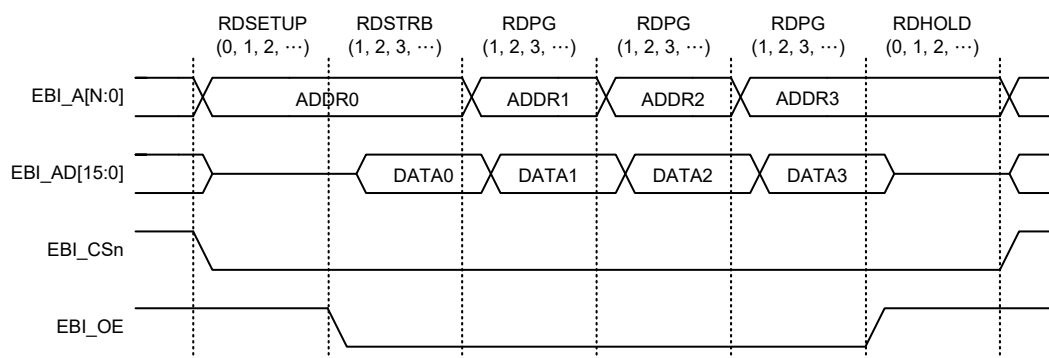 RDSETUP RDSTRB RDPG RDPG RDPG RDHOLD
(0, 1, 2, ⋯) (1, 2, 3, ⋯) (1, 2, 3, ⋯) (1, 2, 3, ⋯) (1, 2, 3, ⋯) (0, 1, 2, ⋯)
EBI_A[N:0] ADDR0 ADDR1 ADDR2 ADDR3
EBI_AD[15:0] DATA0 DATA1 DATA2 DATA3
EBI_CSn
EBI_OE